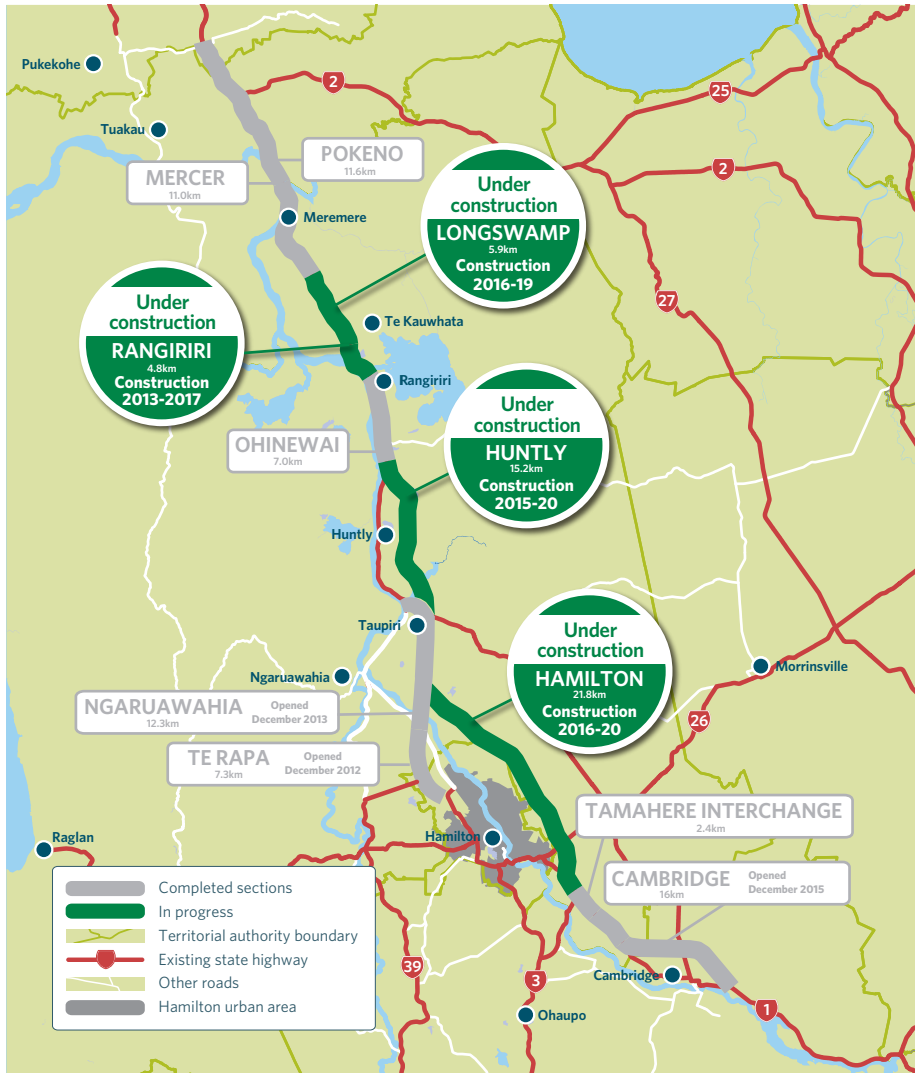 Pukekohe
2
25
Tuakau
POKENO
11.6km
MERCER
11.0km
2
Under
construction
LONGSWAMP
5.9km
Construction
2016-19
Meremere
Under
construction
RANGIRIRI
4.8km
Construction
2013-2017
27
Te Kauwhata
Rangiriri
Under
construction
HUNTLY
15.2km
Construction
2015-20
OHINEWAI
7.0km
Huntly
Taupiri
Under
construction
HAMILTON
21.8km
Construction
2016-20
Morrinsville
Ngaruawahia
NGARUAWAHIA
12.3km
Opened
December 2013
26
TE RAPA
7.3km
Opened
December 2012
TAMAHERE INTERCHANGE
2.4km
Raglan
Hamilton
CAMBRIDGE
16km
Opened
December 2015
Completed sections
In progress
Territorial authority boundary
Existing state highway
Other roads
Hamilton urban area
39
3
Cambridge
1
Ohaupo